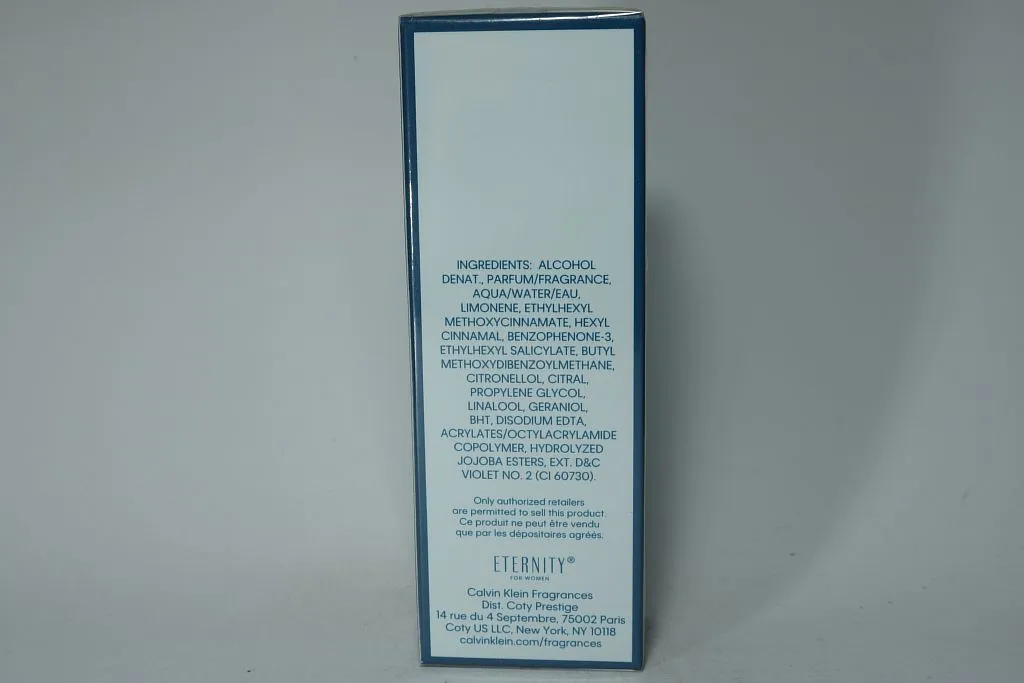 INGREDIENTS: ALCOHOL
DENAT., PARFUM/FRAGRANCE,
AQUA/WATER/EAU,
LIMONENE, ETHYLHEXYL
METHOXYCINNAMATE, HEXYL
CINNAMAL, BENZOPHENONE-3,
ETHYLHEXYL SALICYLATE, BUTYL
METHOXYDIBENZOYLMETHANE,
CITRONELLOL, CITRAL,
PROPYLENE GLYCOL,
LINALOOL, GERANIOL,
BHT, DISODIUM EDTA,
ACRYLATES/OCTYLACRYLAMIDE
COPOLYMER, HYDROLYZED
JOJOBA ESTERS, EXT. D&C
VIOLET NO. 2 (CI 60730).
Only authorized retailers
are permitted to sell this product.
Ce produit ne peut être vendu
que par les dépositaires agréés.
ETERNITY®
FOR WOMEN
Calvin Klein Fragrances
Dist. Coty Prestige
14 rue du 4 Septembre, 75002 Paris
Coty US LLC, New York, NY 10118
calvinklein.com/fragrances